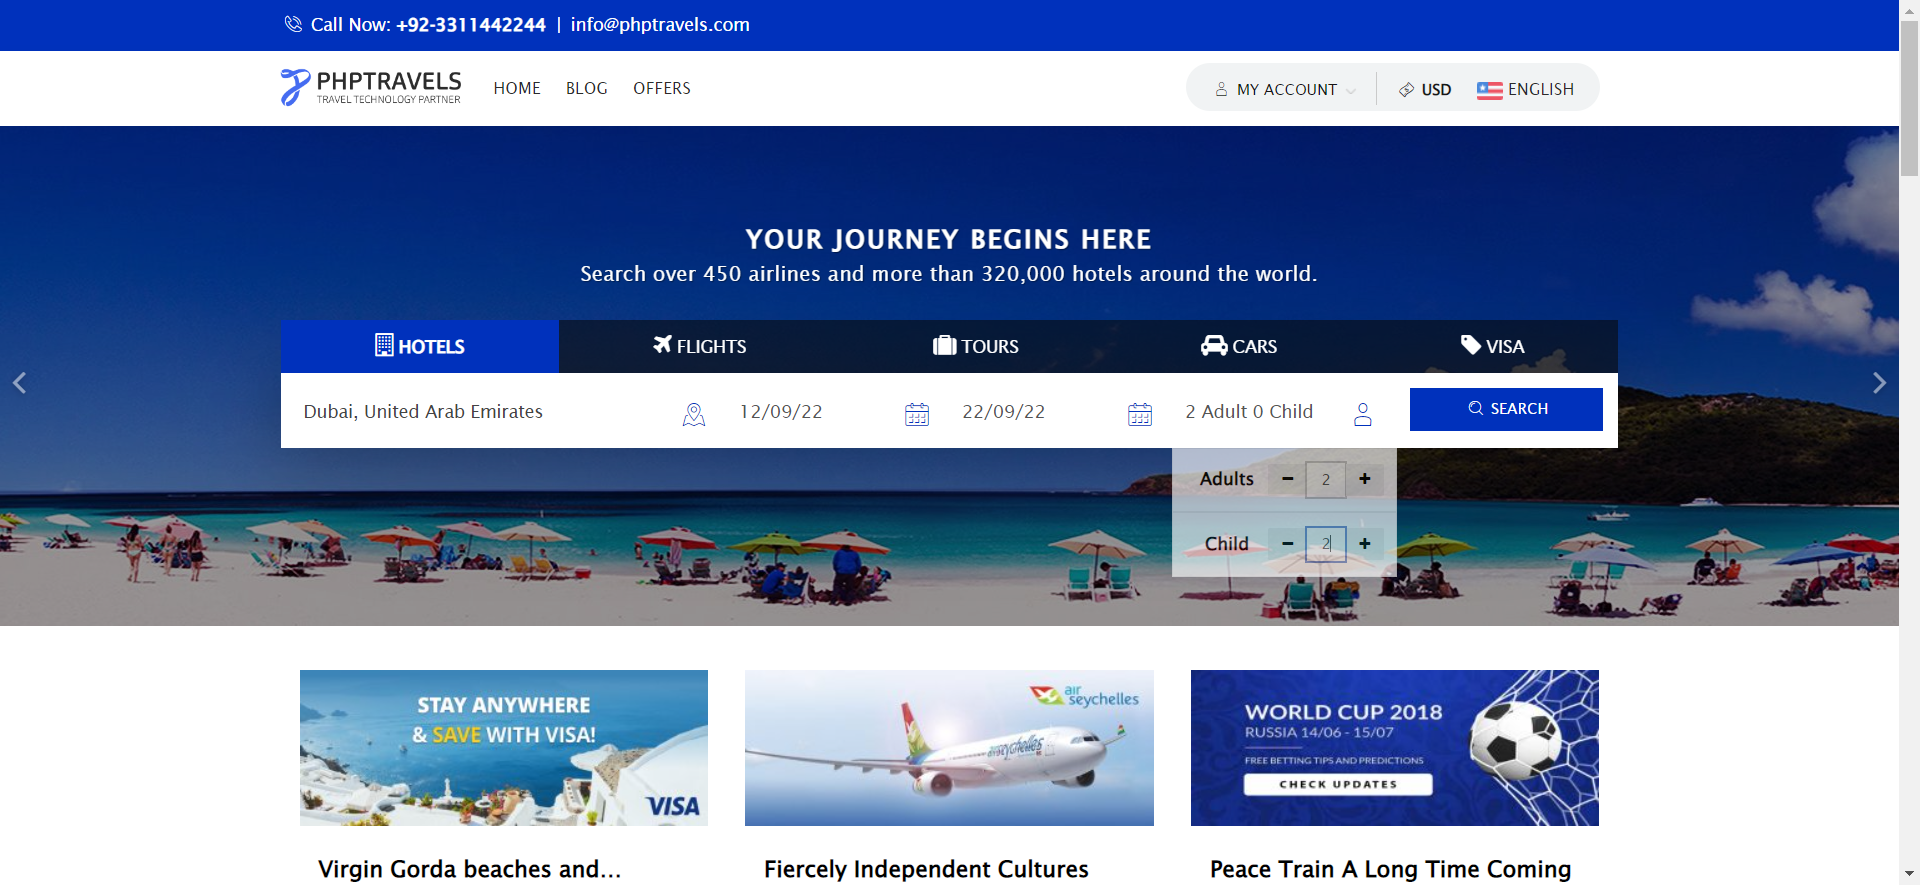 Call Now: +92-3311442244 | info@phptravels.com
PHPTRAVELS
TRAVEL TECHNOLOGY PARTNER
HOME BLOG OFFERS
MY ACCOUNT
USD
ENGLISH
YOUR JOURNEY BEGINS HERE
Search over 450 airlines and more than 320,000 hotels around the world.
HOTELS
FLIGHTS
TOURS
CARS
VISA
Dubai, United Arab Emirates
12/09/22
22/09/22
2 Adult 0 Child
SEARCH
Adults - 2 +
Child - 2 +
STAY ANYWHERE
& SAVE WITH VISA!
VISA
air
seychelles
airseychelles
WORLD CUP 2018
RUSSIA 14/06 - 15/07
FREE BETTING TIPS AND PREDICTIONS
CHECK UPDATES
Virgin Gorda beaches and...
Fiercely Independent Cultures
Peace Train A Long Time Coming